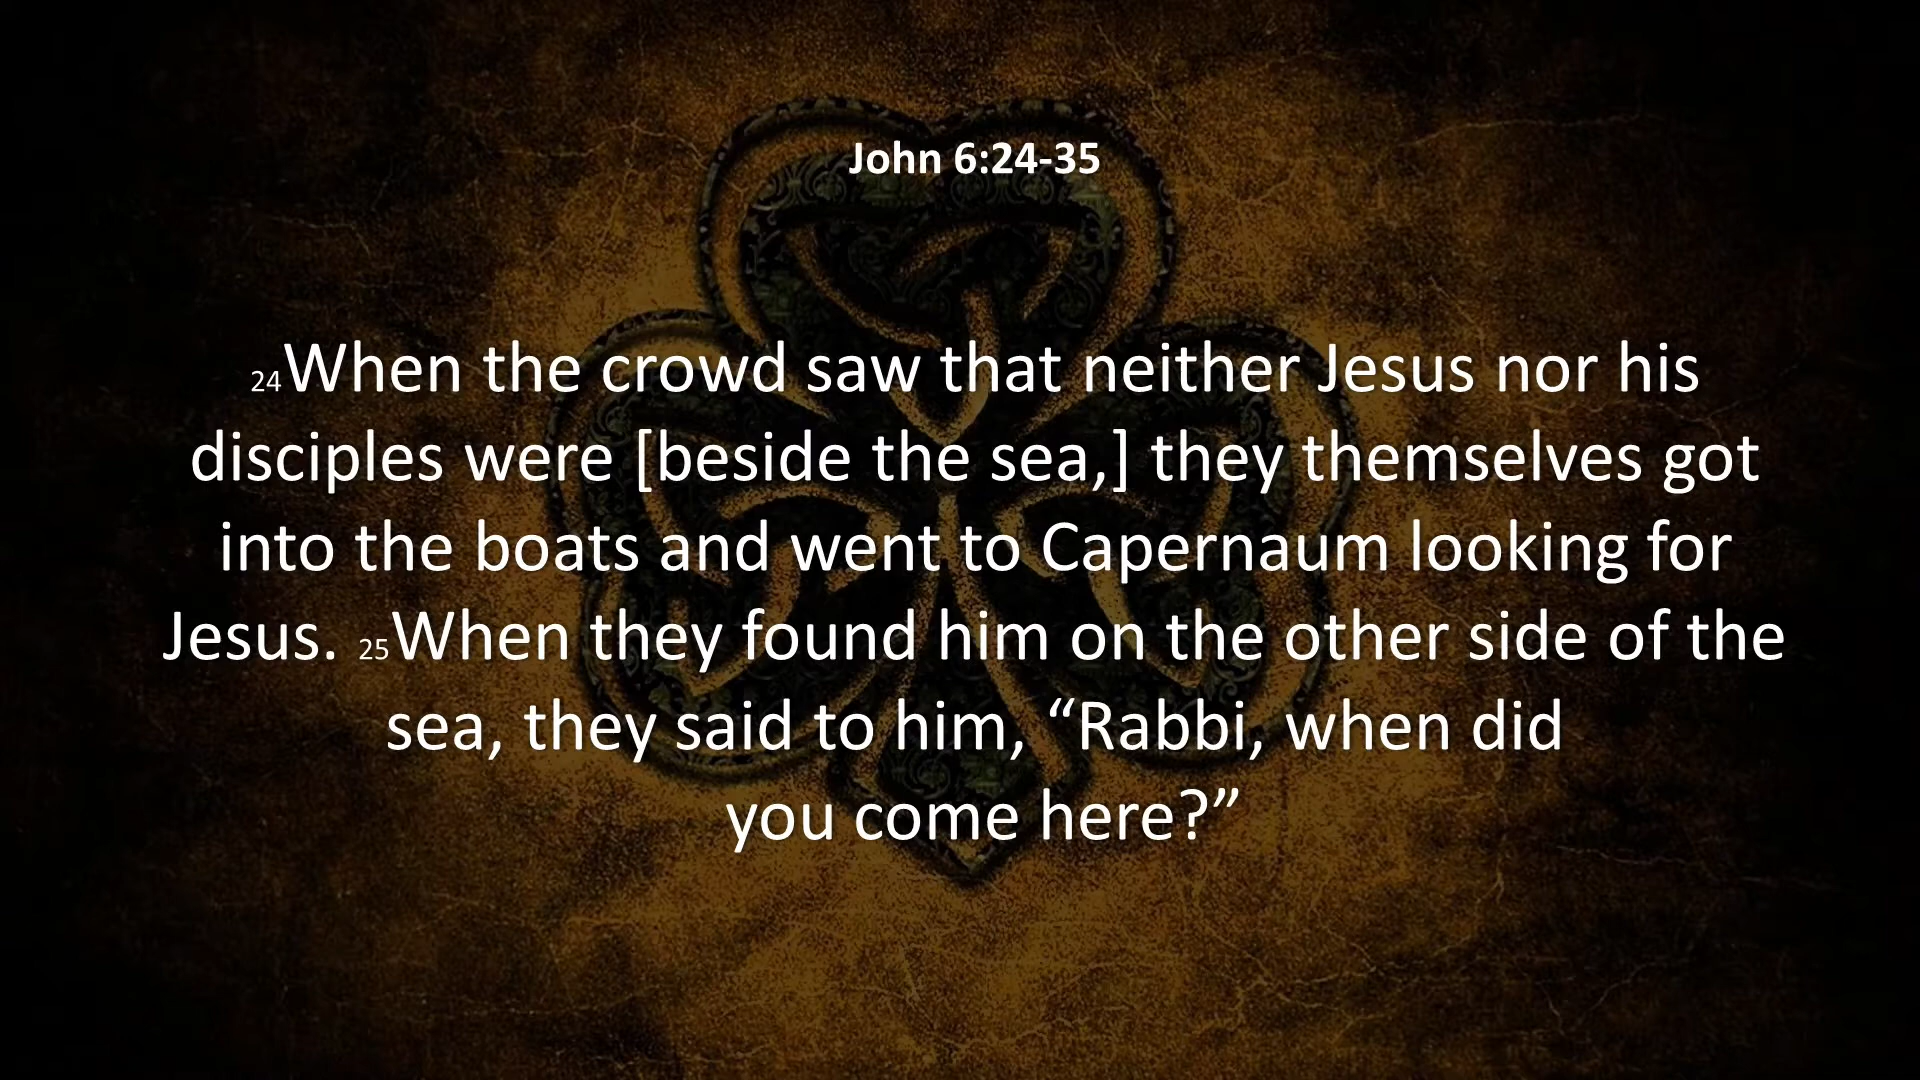 John 6:24-35
24When the crowd saw that neither Jesus nor his
disciples were [beside the sea,] they themselves got
into the boats and went to Capernaum looking for
Jesus. 25When they found him on the other side of the
sea, they said to him, “Rabbi, when did
you come here?”